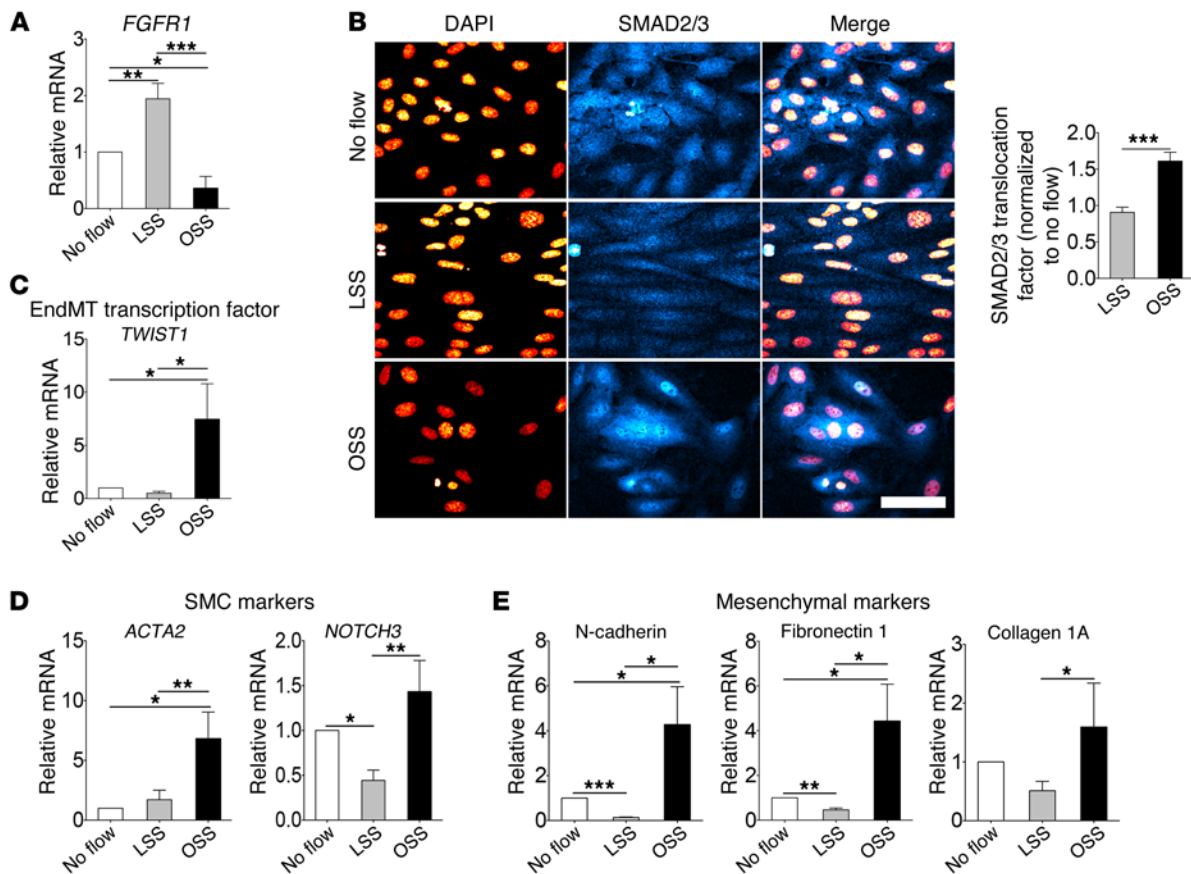 A
FGFR1
Relative mRNA
3
2
1
0
***
*
**
No flow
LSS
OSS
B
DAPI
SMAD2/3
Merge
No flow
LSS
OSS
SMAD2/3 translocation
factor (normalized
to no flow)
2.0
1.5
1.0
0.5
0.0
***
LSS
OSS
C
EndMT transcription factor
TWIST1
Relative mRNA
15
10
5
0
*
*
No flow
LSS
OSS
D
SMC markers
ACTA2
Relative mRNA
15
10
5
0
**
*
No flow
LSS
OSS
NOTCH3
Relative mRNA
2.0
1.5
1.0
0.5
0.0
**
*
No flow
LSS
OSS
E
Mesenchymal markers
N-cadherin
Relative mRNA
8
6
4
2
0
*
*
***
No flow
LSS
OSS
Fibronectin 1
Relative mRNA
8
6
4
2
0
*
*
**
No flow
LSS
OSS
Collagen 1A
Relative mRNA
3
2
1
0
*
No flow
LSS
OSS